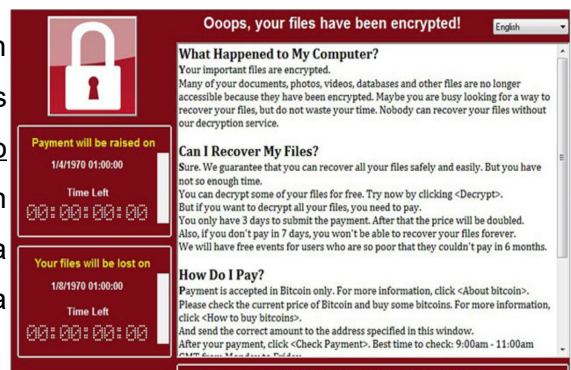 Ooops, your files have been encrypted!
English
What Happened to My Computer?
Your important files are encrypted.
Many of your documents, photos, videos, databases and other files are no longer
accessible because they have been encrypted. Maybe you are busy looking for a way to
recover your files, but do not waste your time. Nobody can recover your files without
our decryption service.
Can I Recover My Files?
Sure. We guarantee that you can recover all your files safely and easily. But you have
not so enough time.
You can decrypt some of your files for free. Try now by clicking <Decrypt>.
But if you want to decrypt all your files, you need to pay.
You only have 3 days to submit the payment. After that the price will be doubled.
Also, if you don't pay in 7 days, you won't be able to recover your files forever.
We will have free events for users who are so poor that they couldn't pay in 6 months.
How Do I Pay?
Payment is accepted in Bitcoin only. For more information, click <About bitcoin>.
Please check the current price of Bitcoin and buy some bitcoins. For more information,
click <How to buy bitcoins>.
And send the correct amount to the address specified in this window.
After your payment, click <Check Payment>. Best time to check: 9:00am - 11:00am
GMT from Monday to Friday.
Payment will be raised on
1/4/1970 01:00:00
Time Left
00:00:00:00
Your files will be lost on
1/8/1970 01:00:00
Time Left
00:00:00:00
n
s
o
n
a
a